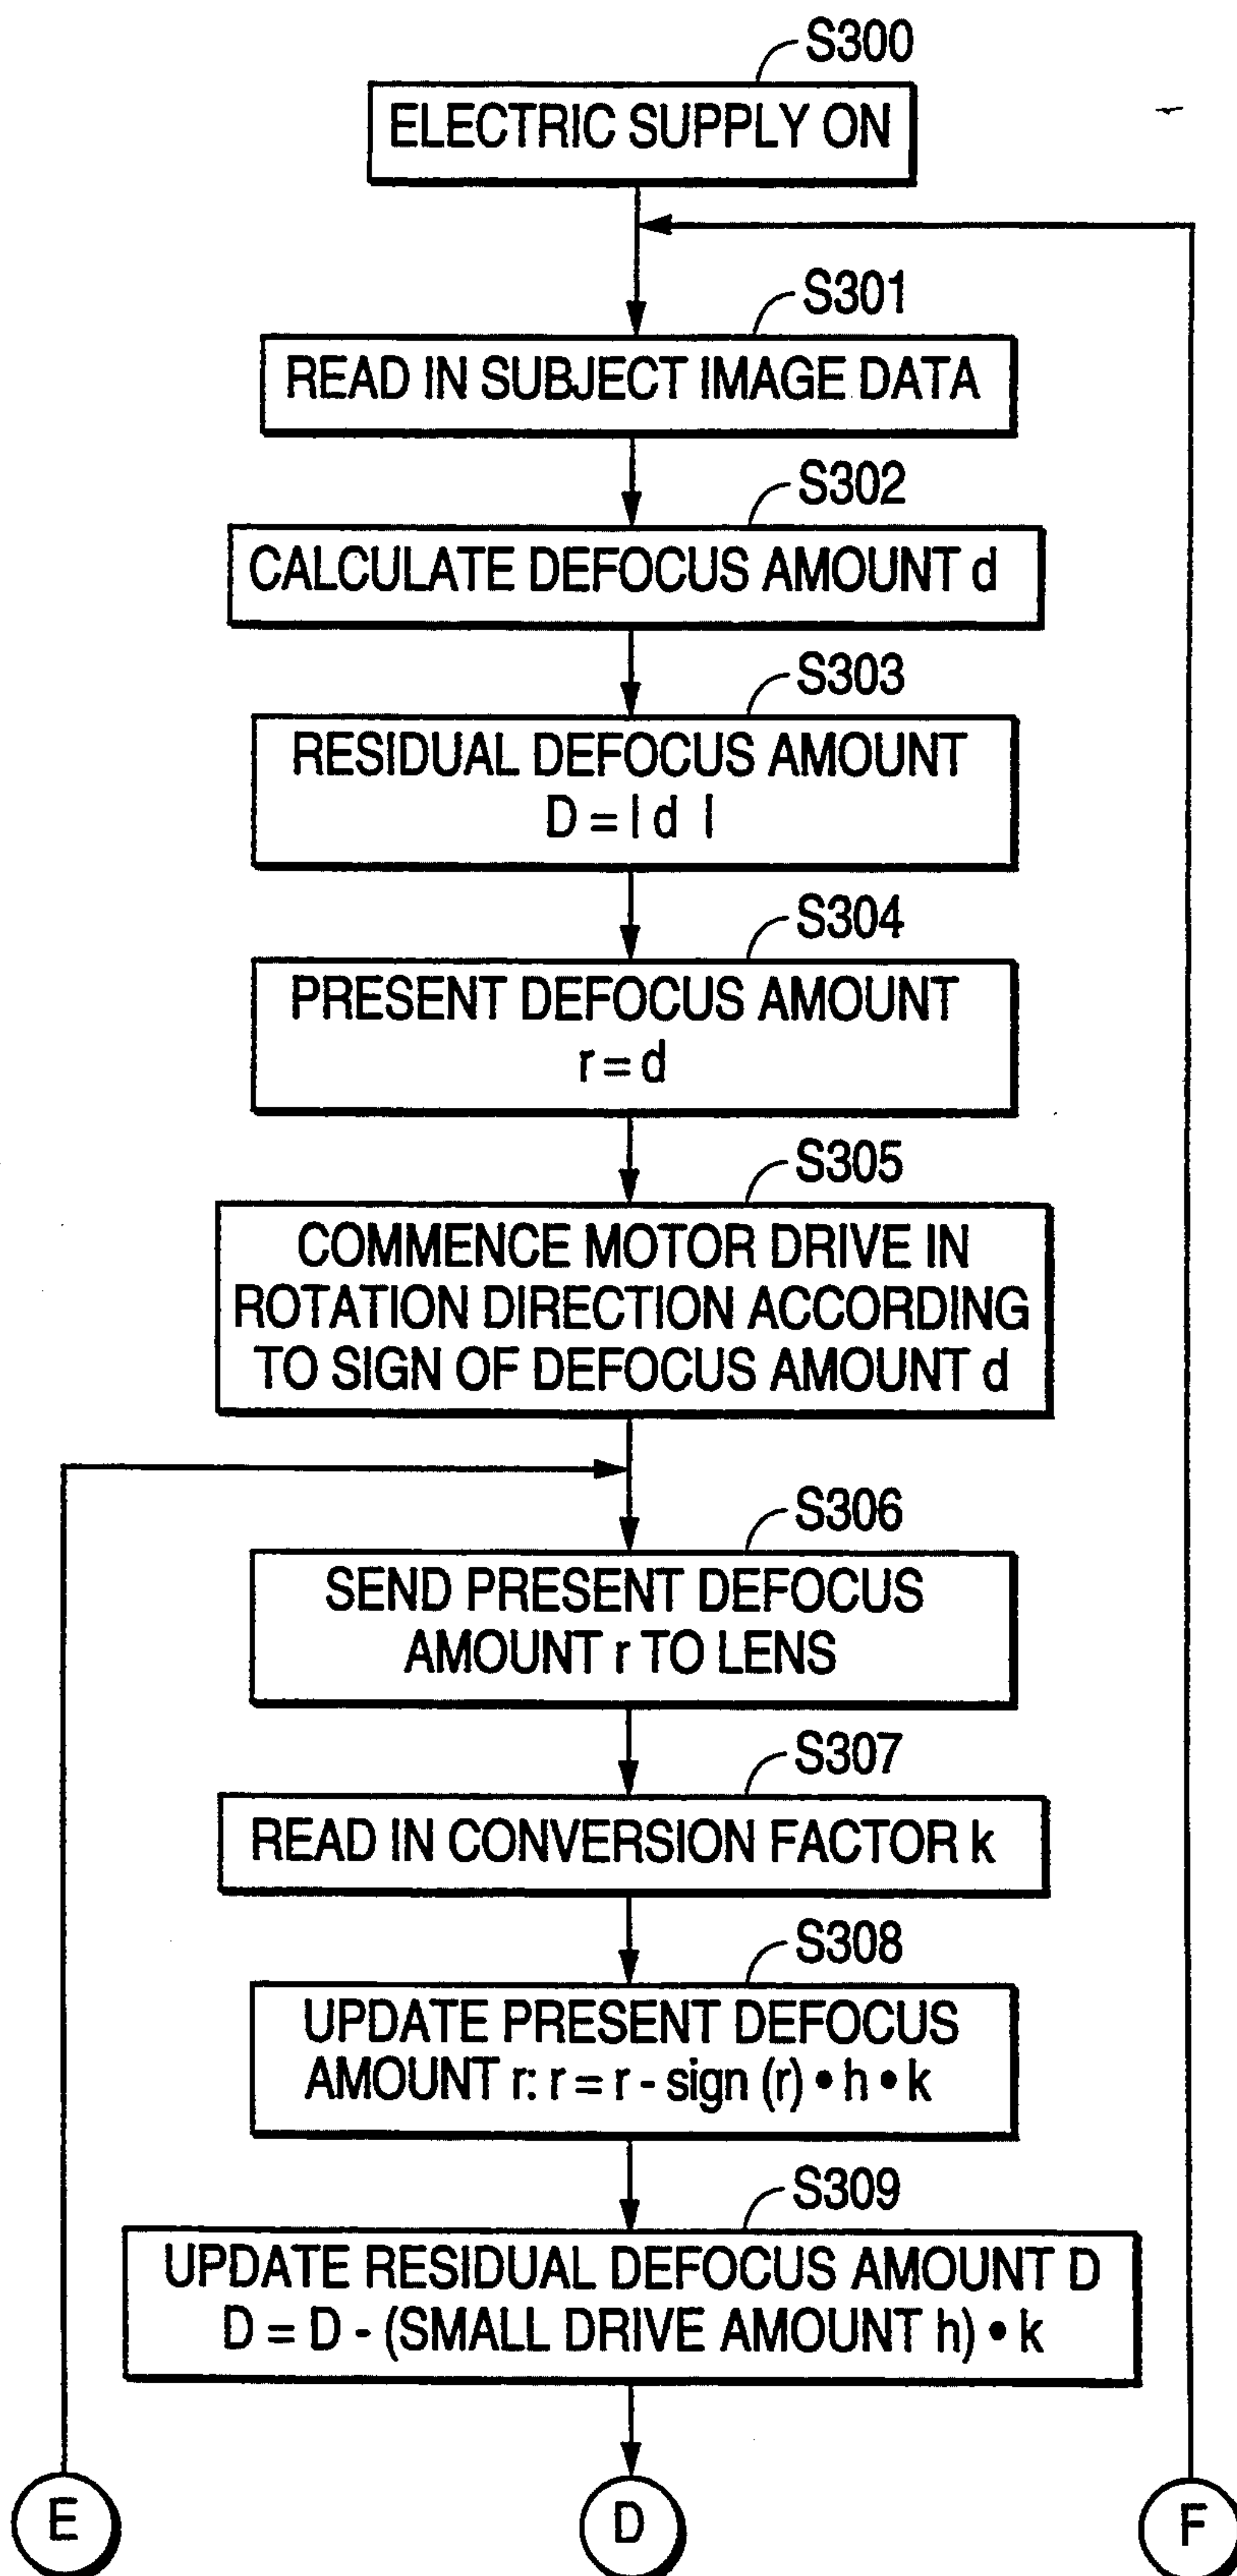 S300
ELECTRIC SUPPLY ON
S301
READ IN SUBJECT IMAGE DATA
S302
CALCULATE DEFOCUS AMOUNT d
S303
RESIDUAL DEFOCUS AMOUNT
D = | d |
S304
PRESENT DEFOCUS AMOUNT
r = d
S305
COMMENCE MOTOR DRIVE IN
ROTATION DIRECTION ACCORDING
TO SIGN OF DEFOCUS AMOUNT d
S306
SEND PRESENT DEFOCUS
AMOUNT r TO LENS
S307
READ IN CONVERSION FACTOR k
S308
UPDATE PRESENT DEFOCUS
AMOUNT r: r = r - sign (r) • h • k
S309
UPDATE RESIDUAL DEFOCUS AMOUNT D
D = D - (SMALL DRIVE AMOUNT h) • k
E
D
F